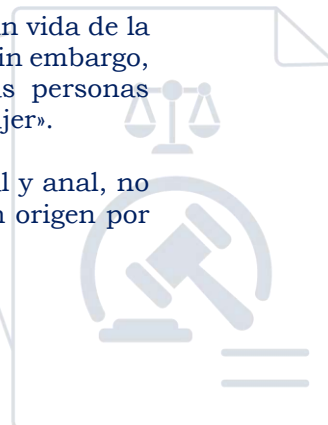 n vida de la
in embargo,
s personas
jer».
l y anal, no
n origen por